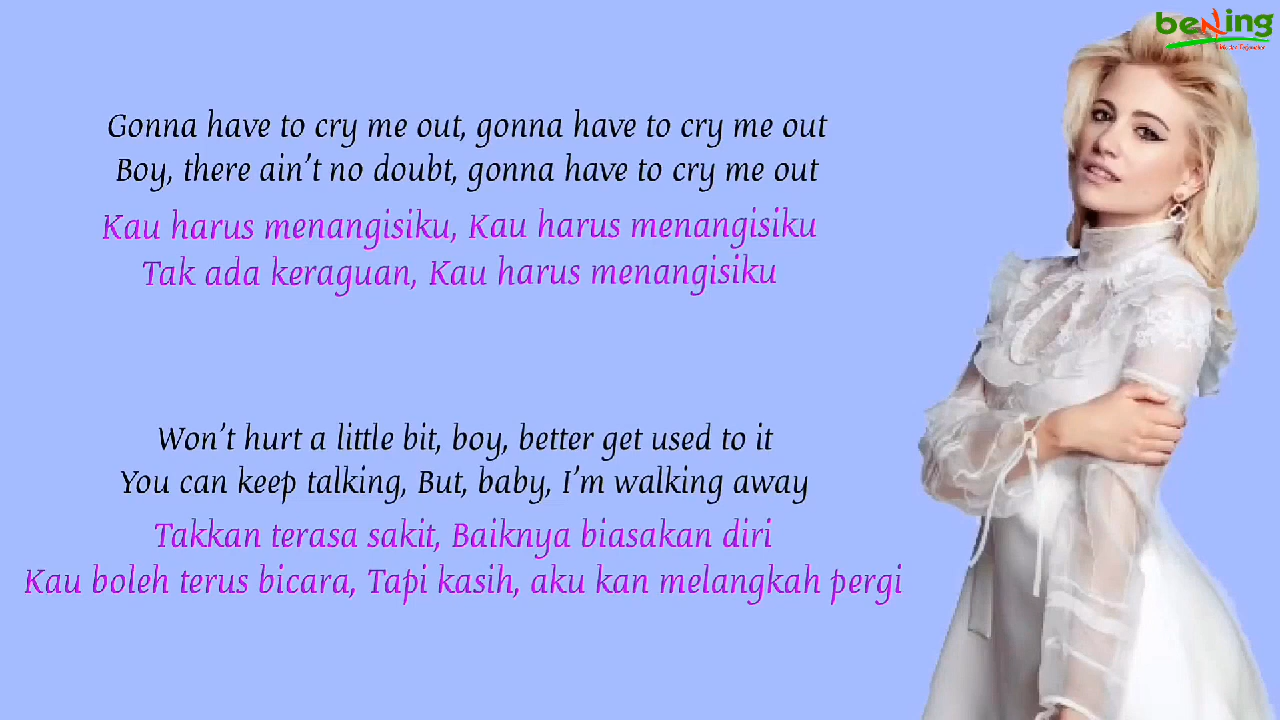 beNing
Gonna have to cry me out, gonna have to cry me out
Boy, there ain't no doubt, gonna have to cry me out
Kau harus menangisiku, Kau harus menangisiku
Tak ada keraguan, Kau harus menangisiku
Won't hurt a little bit, boy, better get used to it
You can keep talking, But, baby, I'm walking away
Takkan terasa sakit, Baiknya biasakan diri
Kau boleh terus bicara, Tapi kasih, aku kan melangkah pergi